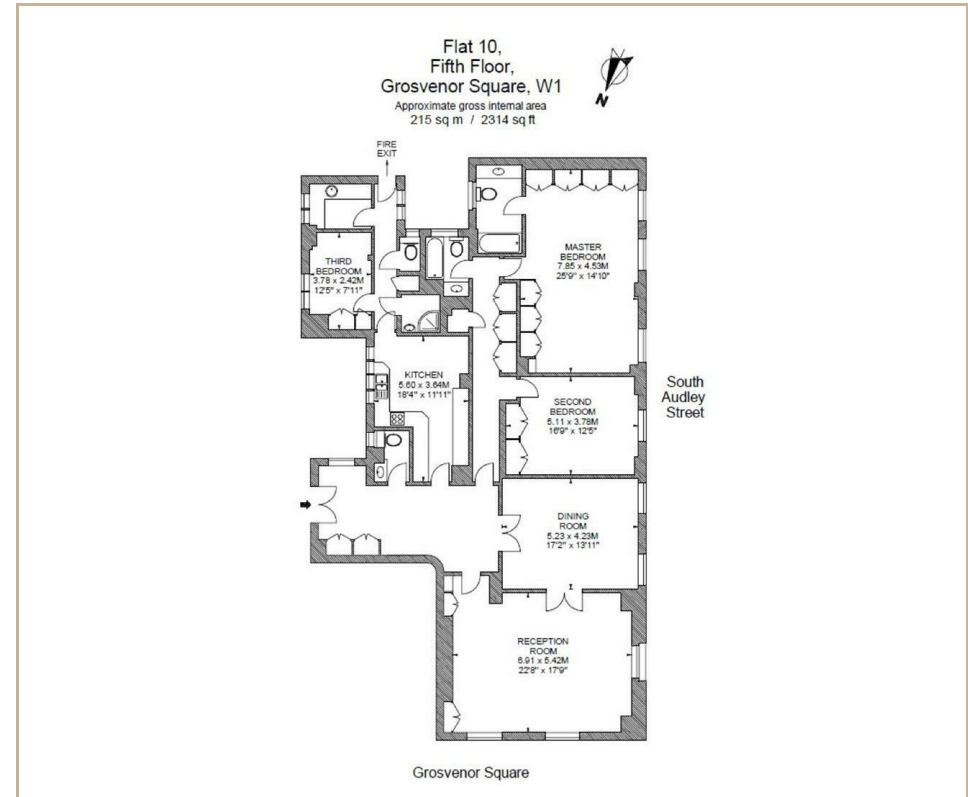 Flat 10,
Fifth Floor,
Grosvenor Square, W1
Approximate gross internal area
215 sq m / 2314 sq ft
N
FIRE
EXIT
MASTER
BEDROOM
7.85 x 4.53M
25'9" x 14'10"
THIRD
BEDROOM
3.78 x 2.42M
12'5" x 7'11"
KITCHEN
5.60 x 3.64M
18'4" x 11'11"
SECOND
BEDROOM
5.11 x 3.78M
16'9" x 12'5"
South
Audley
Street
DINING
ROOM
5.23 x 4.23M
17'2" x 13'11"
RECEPTION
ROOM
6.91 x 5.42M
22'8" x 17'9"
Grosvenor Square